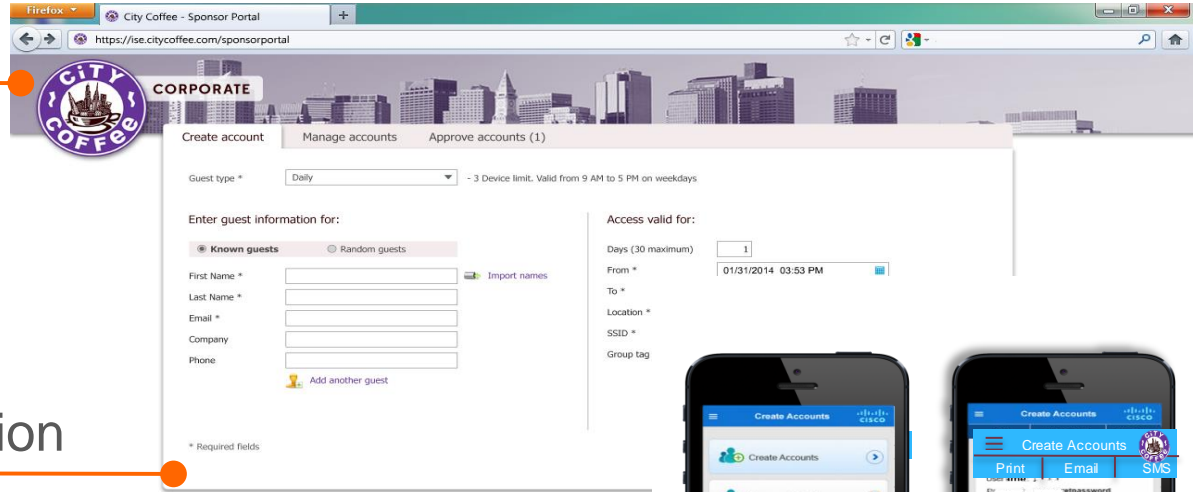 Firefox
City Coffee - Sponsor Portal
https://ise.citycoffee.com/sponsorportal
CiTY COFFEE
CORPORATE
Create account Manage accounts Approve accounts (1)
Guest type * Daily - 3 Device limit. Valid from 9 AM to 5 PM on weekdays
Enter guest information for: Access valid for:
Known guests Random guests Days (30 maximum) 1
First Name * Import names From * 01/31/2014 03:53 PM
Last Name * To *
Email * Location *
Company SSID *
Phone Group tag
Add another guest
* Required fields
ion
Create Accounts CISCO
Create Accounts
Create Accounts CISCO
Create Accounts
Print Email SMS